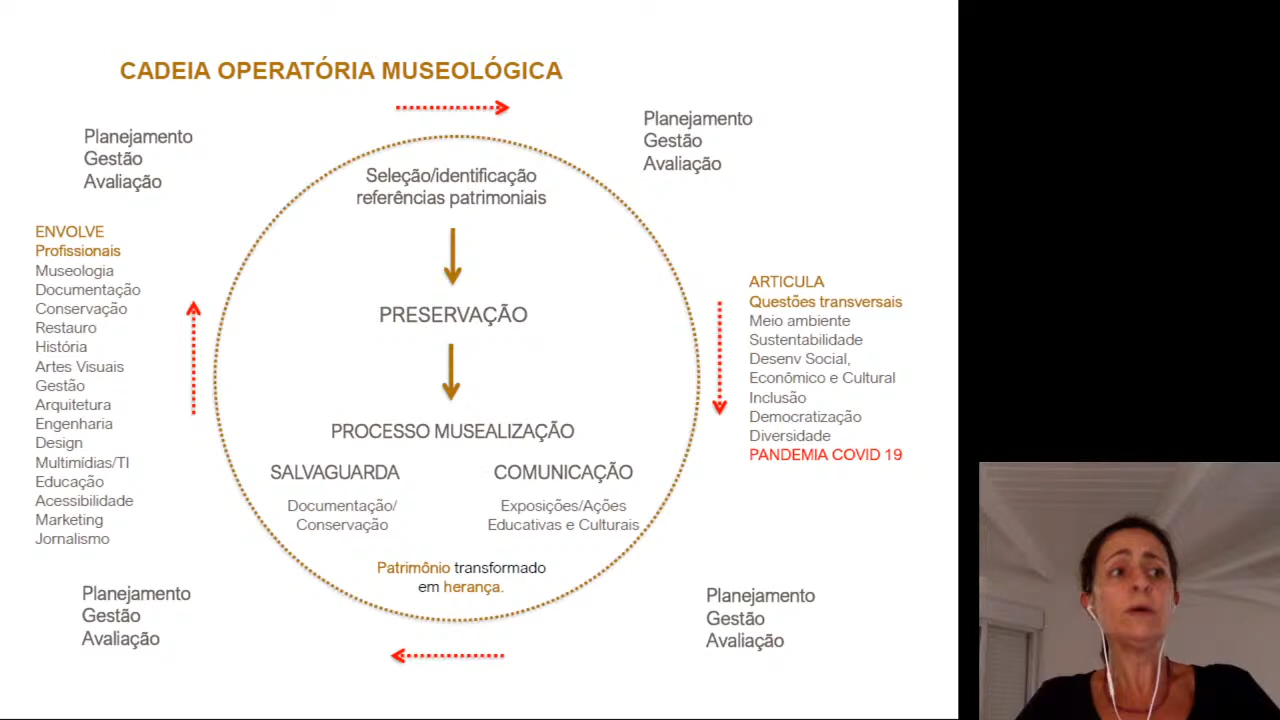 CADEIA OPERATÓRIA MUSEOLÓGICA
Planejamento
Gestão
Avaliação
Planejamento
Gestão
Avaliação
Seleção/identificação
referências patrimoniais
PRESERVAÇÃO
PROCESSO MUSEALIZAÇÃO
SALVAGUARDA
Documentação/
Conservação
COMUNICAÇÃO
Exposições/Ações
Educativas e Culturais
Patrimônio transformado
em herança.
ENVOLVE
Profissionais
Museologia
Documentação
Conservação
Restauro
História
Artes Visuais
Gestão
Arquitetura
Engenharia
Design
Multimídias/TI
Educação
Acessibilidade
Marketing
Jornalismo
ARTICULA
Questões transversais
Meio ambiente
Sustentabilidade
Desenv Social,
Econômico e Cultural
Inclusão
Democratização
Diversidade
PANDEMIA COVID 19
Planejamento
Gestão
Avaliação
Planejamento
Gestão
Avaliação